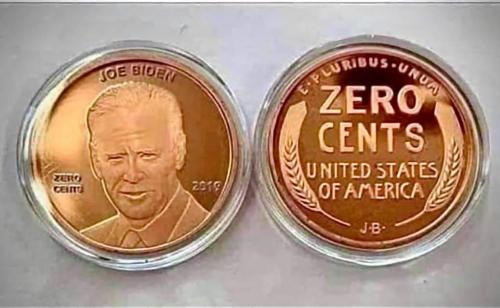 JOE BIDEN
ZERO
CENTS
2019
E·PLURIBUS·UNUM
ZERO
CENTS
UNITED STATES
OF AMERICA
J·B·